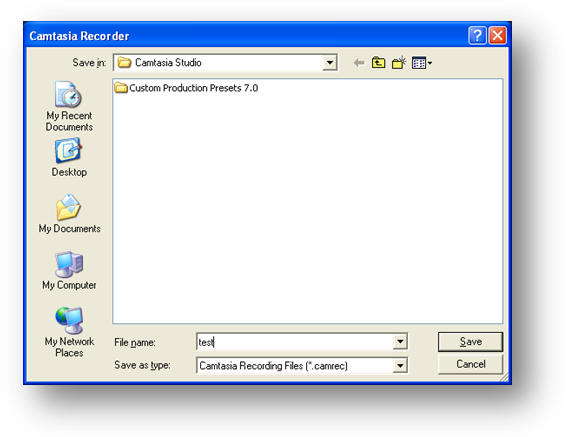 Camtasia Recorder
Save in: Camtasia Studio
Custom Production Presets 7.0
My Recent
Documents
Desktop
My Documents
My Computer
My Network
Places
File name: test Save
Save as type: Camtasia Recording Files (*.camrec) Cancel